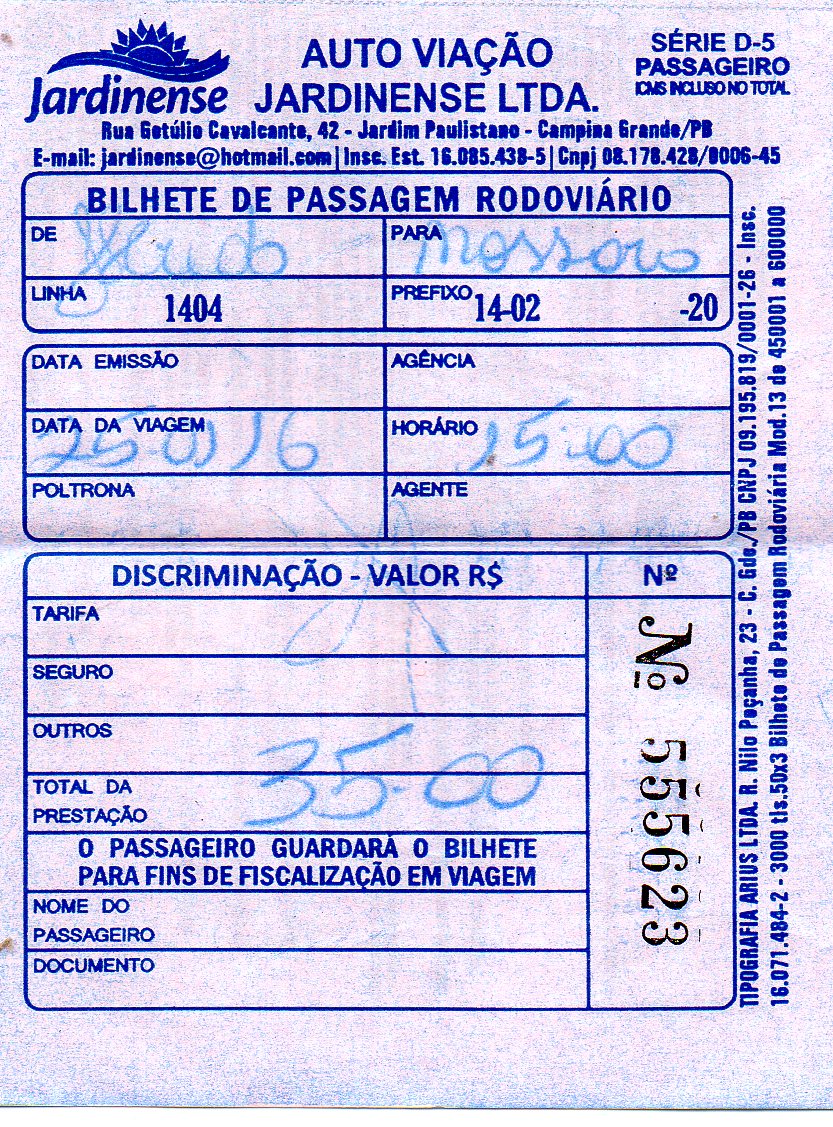 Jardinense
AUTO VIAÇÃO
JARDINENSE LTDA.
SÉRIE D-5
PASSAGEIRO
ICMS INCLUSO NO TOTAL
Rua Getúlio Cavalcante, 42 - Jardim Paulistano - Campina Grande/PB
E-mail: jardinense@hotmail.com | Insc. Est. 16.085.438-5 | Cnpj 08.178.428/0006-45
BILHETE DE PASSAGEM RODOVIÁRIO
DE
PARA Mossoro
LINHA 1404
PREFIXO 14-02 -20
DATA EMISSÃO
AGÊNCIA
DATA DA VIAGEM 25-01 16
HORÁRIO 15:00
POLTRONA
AGENTE
DISCRIMINAÇÃO - VALOR R$
Nº
TARIFA
SEGURO
OUTROS
TOTAL DA
PRESTAÇÃO
35-00
O PASSAGEIRO GUARDARÁ O BILHETE
PARA FINS DE FISCALIZAÇÃO EM VIAGEM
NOME DO
PASSAGEIRO
DOCUMENTO
Nº 555623
TIPOGRAFIA ARIUS LTDA. R. Nilo Peçanha, 23 - C. Gde./PB CNPJ 09.195.819/0001-26 - Insc.
16.071.484-2 - 3000 tls.50x3 Bilhete de Passagem Rodoviária Mod.13 de 450001 a 600000